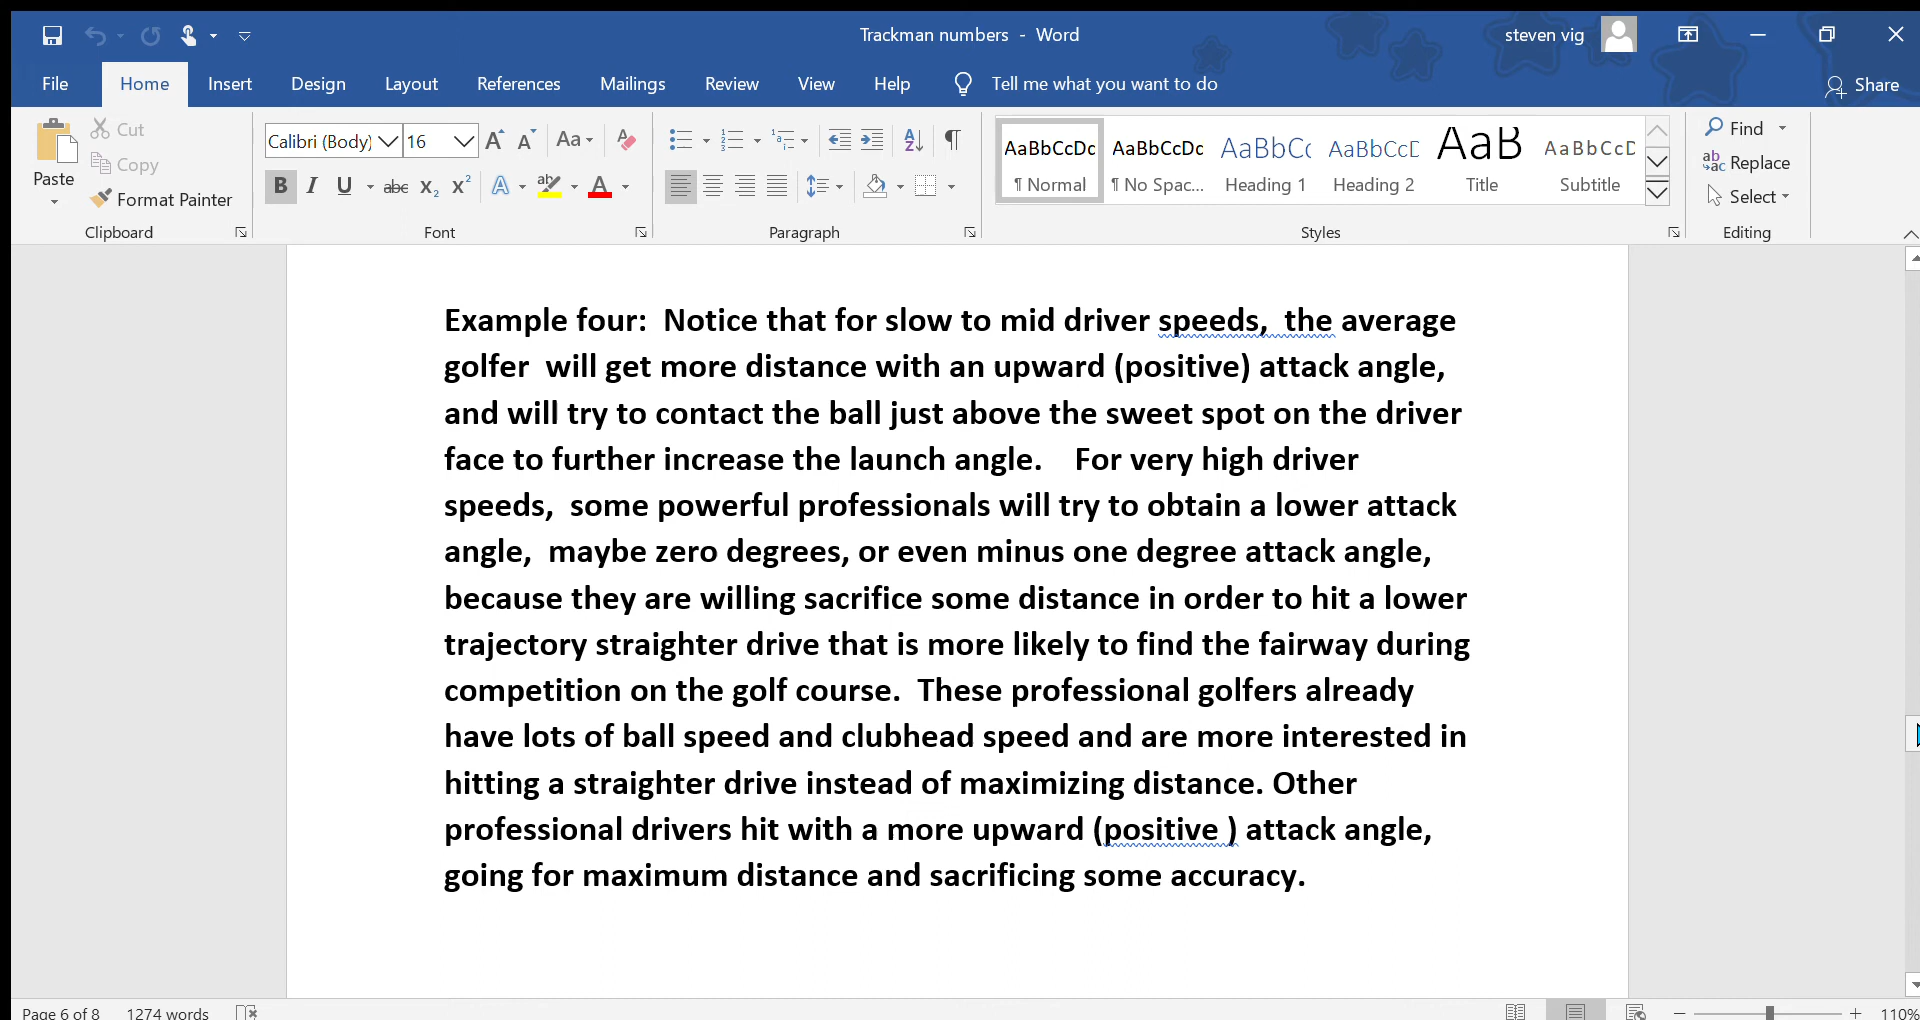 Trackman numbers - Word
steven vig
File Home Insert Design Layout References Mailings Review View Help Tell me what you want to do Share
Paste
Cut
Copy
Format Painter
Clipboard
Calibri (Body) 16
Aa
B I U abc X₂ X² A ab A
Font
Paragraph
AaBbCcDc AaBbCcDc AaBbCc AaBbCcD AaB AaBbCcD
¶ Normal ¶ No Spac... Heading 1 Heading 2 Title Subtitle
Styles
Find
Replace
Select
Editing
Example four:  Notice that for slow to mid driver speeds,  the average
golfer  will get more distance with an upward (positive) attack angle,
and will try to contact the ball just above the sweet spot on the driver
face to further increase the launch angle.    For very high driver
speeds,  some powerful professionals will try to obtain a lower attack
angle,  maybe zero degrees, or even minus one degree attack angle,
because they are willing sacrifice some distance in order to hit a lower
trajectory straighter drive that is more likely to find the fairway during
competition on the golf course.  These professional golfers already
have lots of ball speed and clubhead speed and are more interested in
hitting a straighter drive instead of maximizing distance. Other
professional drivers hit with a more upward (positive ) attack angle,
going for maximum distance and sacrificing some accuracy.
Page 6 of 8 1274 words 110%